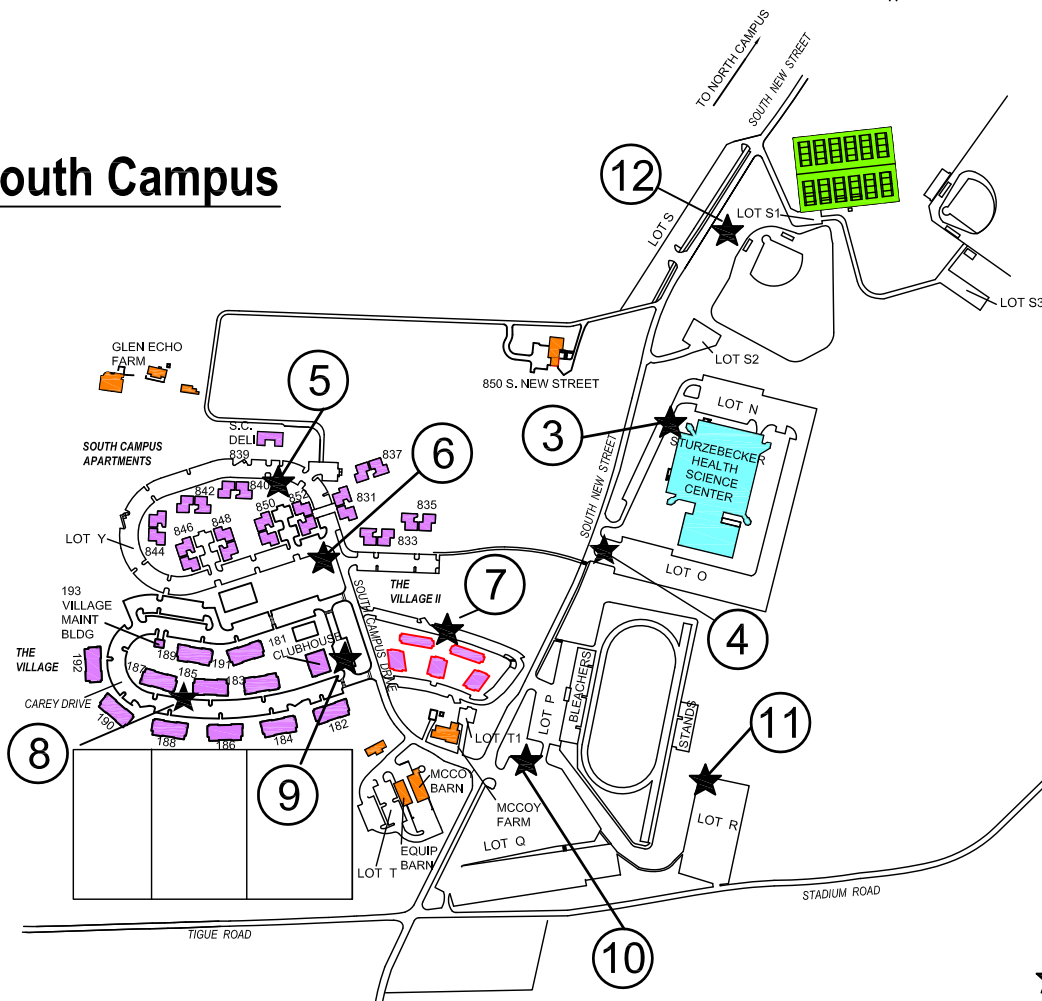 TO NORTH CAMPUS
SOUTH NEW STREET
outh Campus
12
LOT S
LOT S1
LOT S3
GLEN ECHO
FARM
850 S. NEW STREET
LOT S2
5
3
LOT N
S.C.
DELI
839
SOUTH CAMPUS
APARTMENTS
6
837
STURZEBECKER
HEALTH
SCIENCE
CENTER
SOUTH NEW STREET
842
840
852
831
850
835
846
848
833
844
LOT Y
LOT O
193
VILLAGE
MAINT
BLDG
THE
VILLAGE II
7
4
SOUTH CAMPUS DRIVE
181
CLUBHOUSE
THE
VILLAGE
192
189
191
187
185
183
CAREY DRIVE
190
188
186
184
182
8
9
LOT P
BLEACHERS
STANDS
11
LOT T1
MCCOY
BARN
MCCOY
FARM
LOT R
LOT Q
EQUIP
BARN
LOT T
STADIUM ROAD
TIGUE ROAD
10